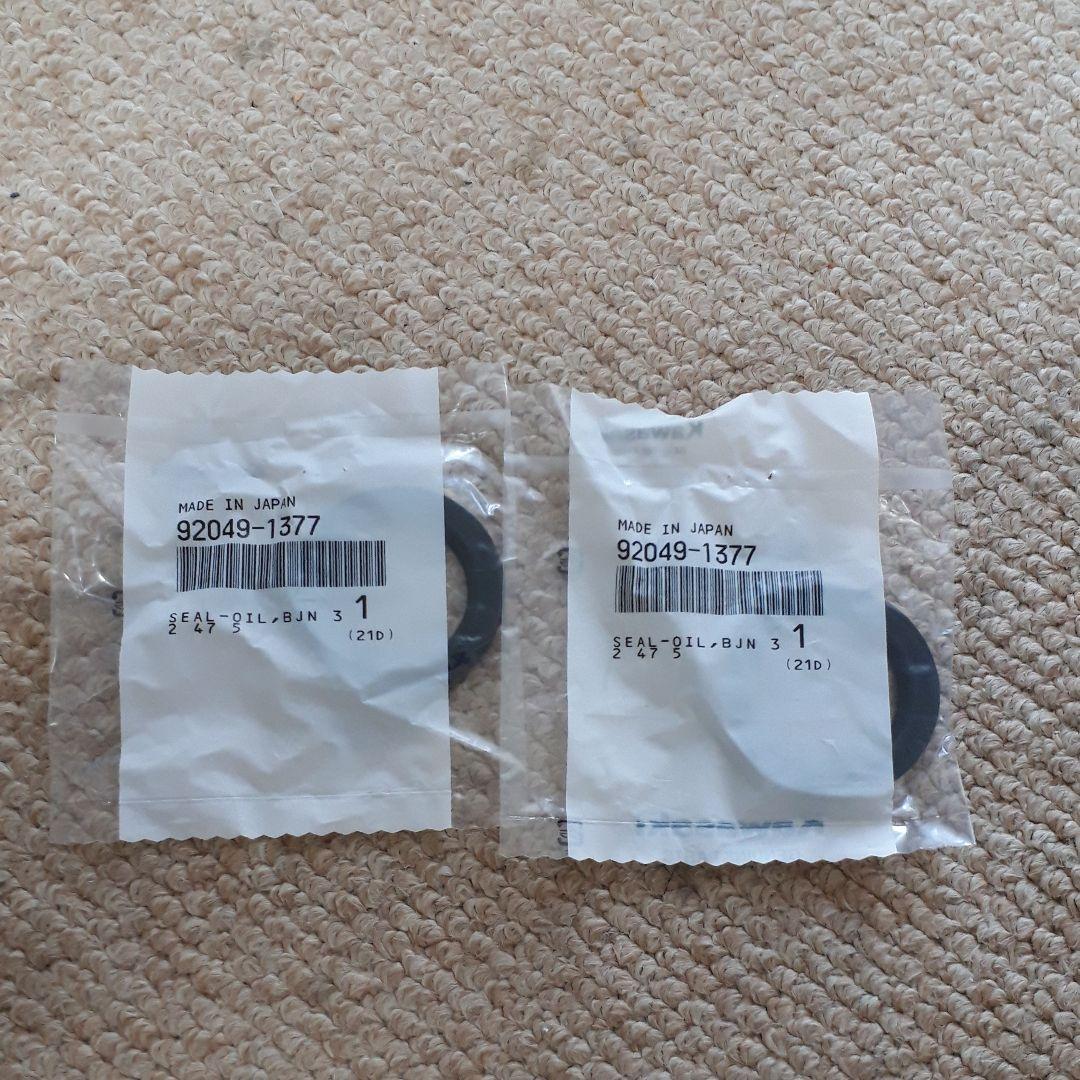 MADE IN JAPAN
92049-1377
SEAL-OIL,BJN 3 1
2 47 5 (21D)
Kawas
MADE IN JAPAN
92049-1377
SEAL-OIL,BJN 3 1
2 47 5 (21D)